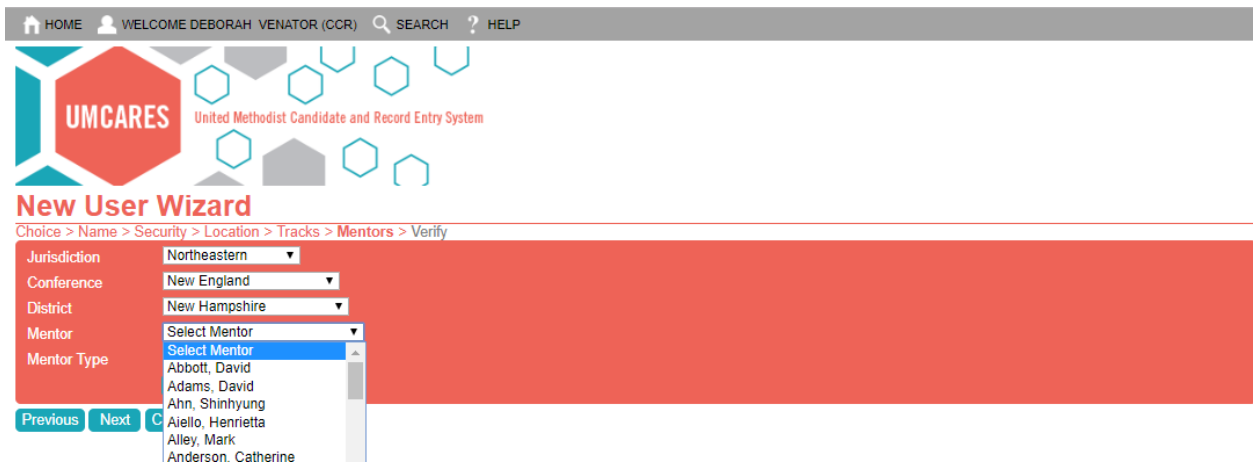 HOME WELCOME DEBORAH VENATOR (CCR) SEARCH ? HELP
UMCARES
United Methodist Candidate and Record Entry System
New User Wizard
Choice > Name > Security > Location > Tracks > Mentors > Verify
Jurisdiction Northeastern
Conference New England
District New Hampshire
Mentor Select Mentor
Select Mentor
Mentor Type
Abbott, David
Adams, David
Ahn, Shinhyung
Aiello, Henrietta
Previous Next C
Alley, Mark
Anderson, Catherine